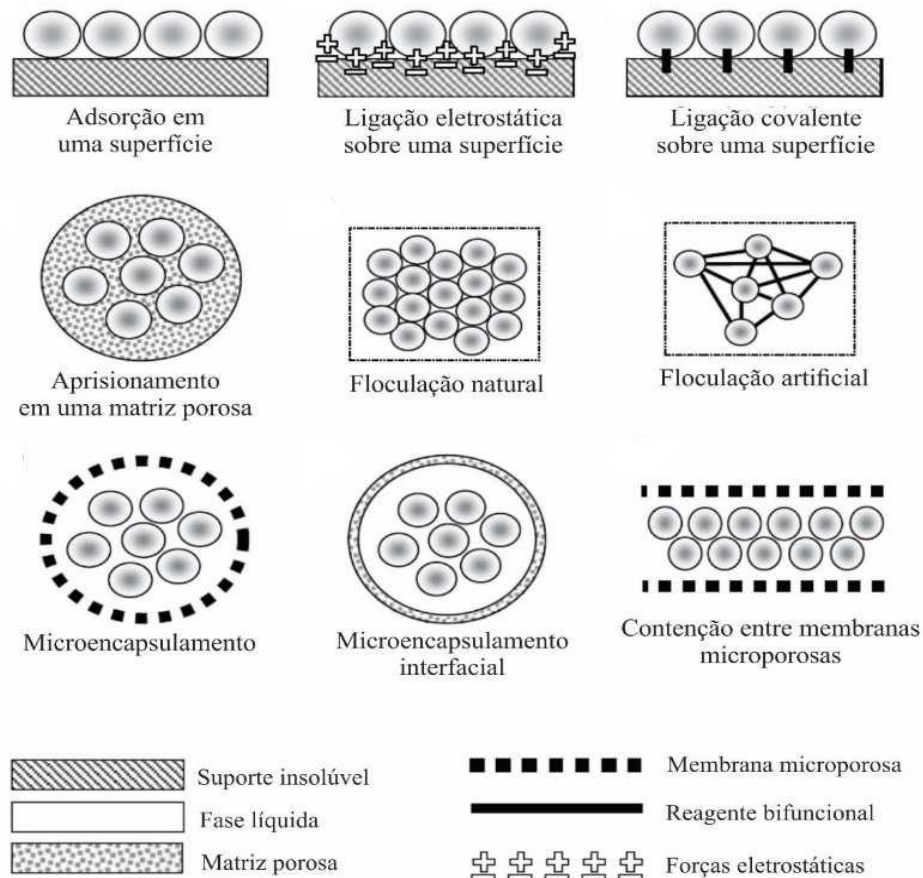 Adsorção em
uma superfície
Ligação eletrostática
sobre uma superfície
Ligação covalente
sobre uma superfície
Aprisionamento
em uma matriz porosa
Floculação natural
Floculação artificial
Microencapsulamento
Microencapsulamento
interfacial
Contenção entre membranas
microporosas
Suporte insolúvel
Fase líquida
Matriz porosa
Membrana microporosa
Reagente bifuncional
Forças eletrostáticas